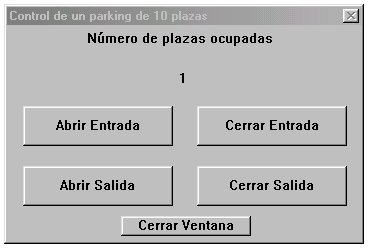 Control de un parking de 10 plazas
Número de plazas ocupadas
1
Abrir Entrada Cerrar Entrada
Abrir Salida Cerrar Salida
Cerrar Ventana